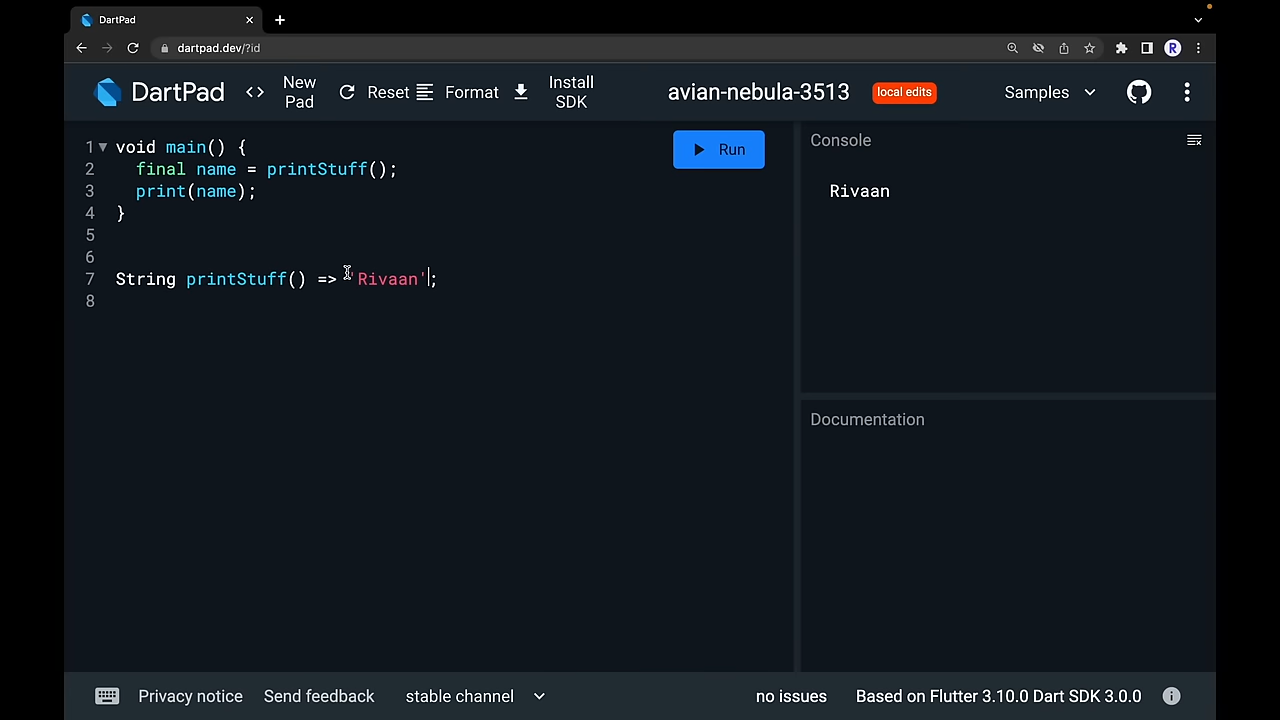 DartPad
dartpad.dev/?id
R
DartPad
<> New Pad
Reset
Format
Install SDK
avian-nebula-3513
local edits
Samples
1 void main() {
2 final name = printStuff();
3 print(name);
4 }
5
6
7 String printStuff() => 'Rivaan';
8
Run
Console
Rivaan
Documentation
Privacy notice
Send feedback
stable channel
no issues
Based on Flutter 3.10.0 Dart SDK 3.0.0